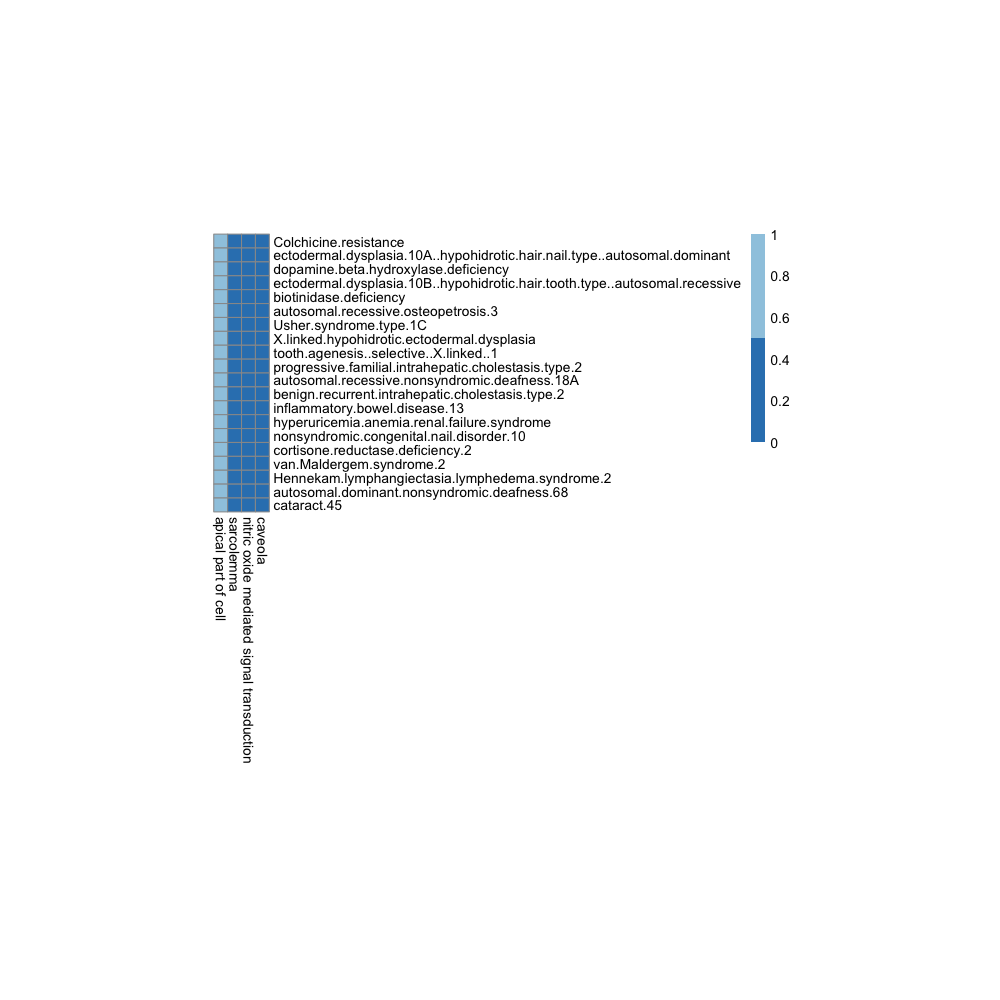 Colchicine.resistance
ectodermal.dysplasia.10A..hypohidrotic.hair.nail.type..autosomal.dominant
dopamine.beta.hydroxylase.deficiency
ectodermal.dysplasia.10B..hypohidrotic.hair.tooth.type..autosomal.recessive
biotinidase.deficiency
autosomal.recessive.osteopetrosis.3
Usher.syndrome.type.1C
X.linked.hypohidrotic.ectodermal.dysplasia
tooth.agenesis..selective..X.linked..1
progressive.familial.intrahepatic.cholestasis.type.2
autosomal.recessive.nonsyndromic.deafness.18A
benign.recurrent.intrahepatic.cholestasis.type.2
inflammatory.bowel.disease.13
hyperuricemia.anemia.renal.failure.syndrome
nonsyndromic.congenital.nail.disorder.10
cortisone.reductase.deficiency.2
van.Maldergem.syndrome.2
Hennekam.lymphangiectasia.lymphedema.syndrome.2
autosomal.dominant.nonsyndromic.deafness.68
cataract.45
apical part of cell
sarcolemma
nitric oxide mediated signal transduction
caveola
1
0.8
0.6
0.4
0.2
0